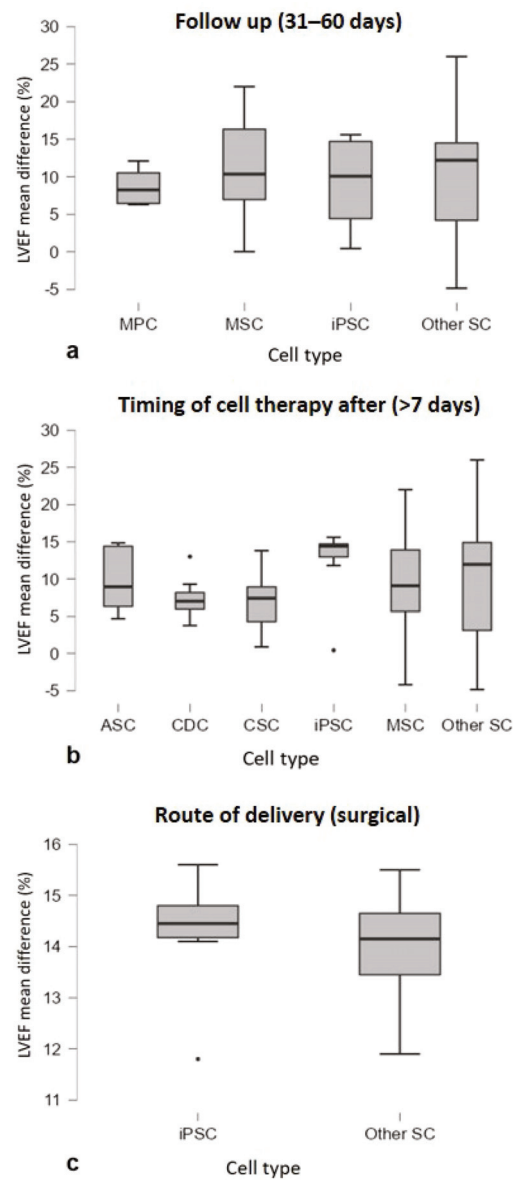 Follow up (31–60 days)
LVEF mean difference (%)
30
25
20
15
10
5
0
-5
MPC MSC iPSC Other SC
a Cell type
Timing of cell therapy after (>7 days)
LVEF mean difference (%)
30
25
20
15
10
5
0
-5
ASC CDC CSC iPSC MSC Other SC
b Cell type
Route of delivery (surgical)
LVEF mean difference (%)
16
15
14
13
12
11
iPSC Other SC
c Cell type